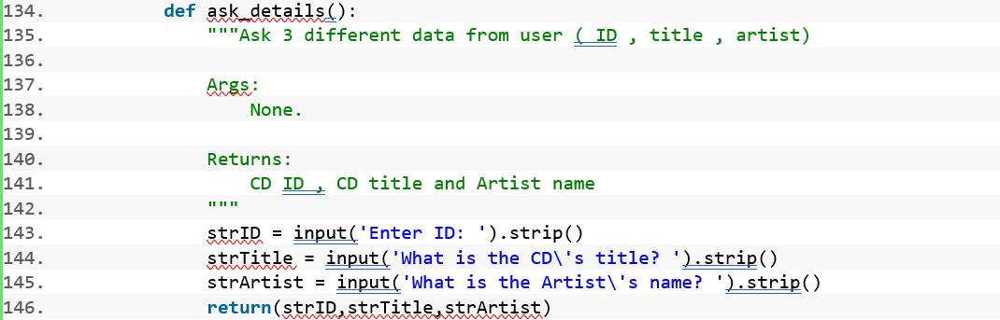 134. def ask_details():
135. """Ask 3 different data from user ( ID , title , artist)
136.
137. Args:
138. None.
139.
140. Returns:
141. CD ID , CD title and Artist name
142. """
143. strID = input('Enter ID: ').strip()
144. strTitle = input('What is the CD\'s title? ').strip()
145. strArtist = input('What is the Artist\'s name? ').strip()
146. return(strID,strTitle,strArtist)